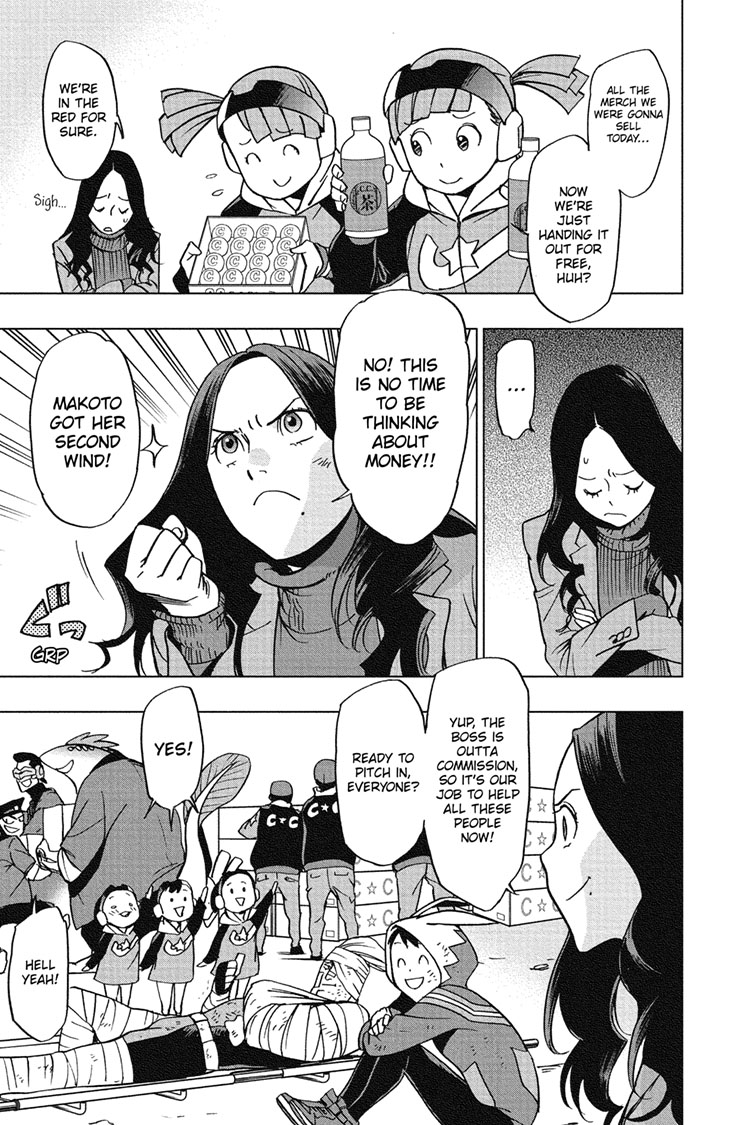 ALL THE
MERCH WE
WERE GONNA
SELL
TODAY...
NOW
WE'RE
JUST
HANDING IT
OUT FOR
FREE,
HUH?
茶
C C C C
C C C C
C C C C
C C C C
WE'RE
IN THE
RED FOR
SURE.
Sigh...
...
NO! THIS
IS NO TIME
TO BE
THINKING
ABOUT
MONEY!!
MAKOTO
GOT HER
SECOND
WIND!
GRP
YUP, THE
BOSS IS
OUTTA
COMMISSION,
SO IT'S OUR
JOB TO HELP
ALL THESE
PEOPLE
NOW!
READY TO
PITCH IN,
EVERYONE?
YES!
C★C
C☆C
C☆C
C☆C
HELL
YEAH!